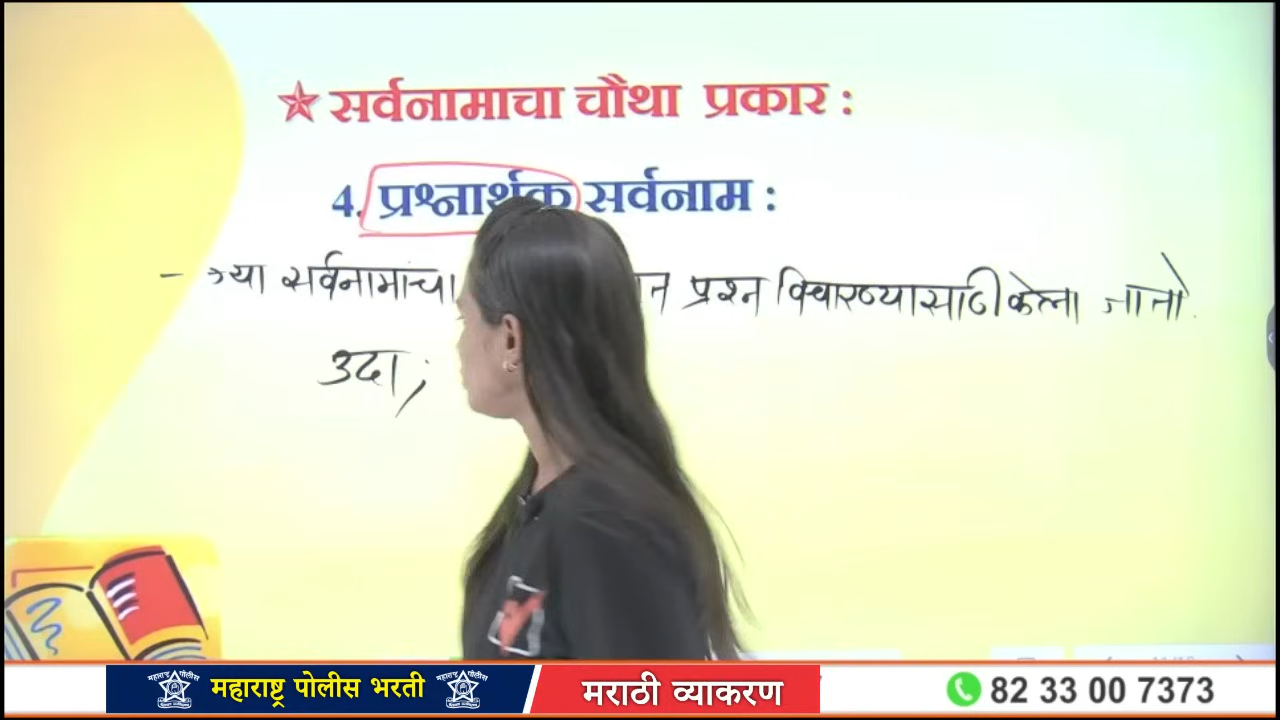 सर्वनामाचा चौथा प्रकार :
4. प्रश्नार्थक सर्वनाम :
- ज्या सर्वनामांचा प्रश्न विचारण्यासाठी केला जातो.
उदा;
महाराष्ट्र पोलीस भरती
मराठी व्याकरण
82 33 00 7373